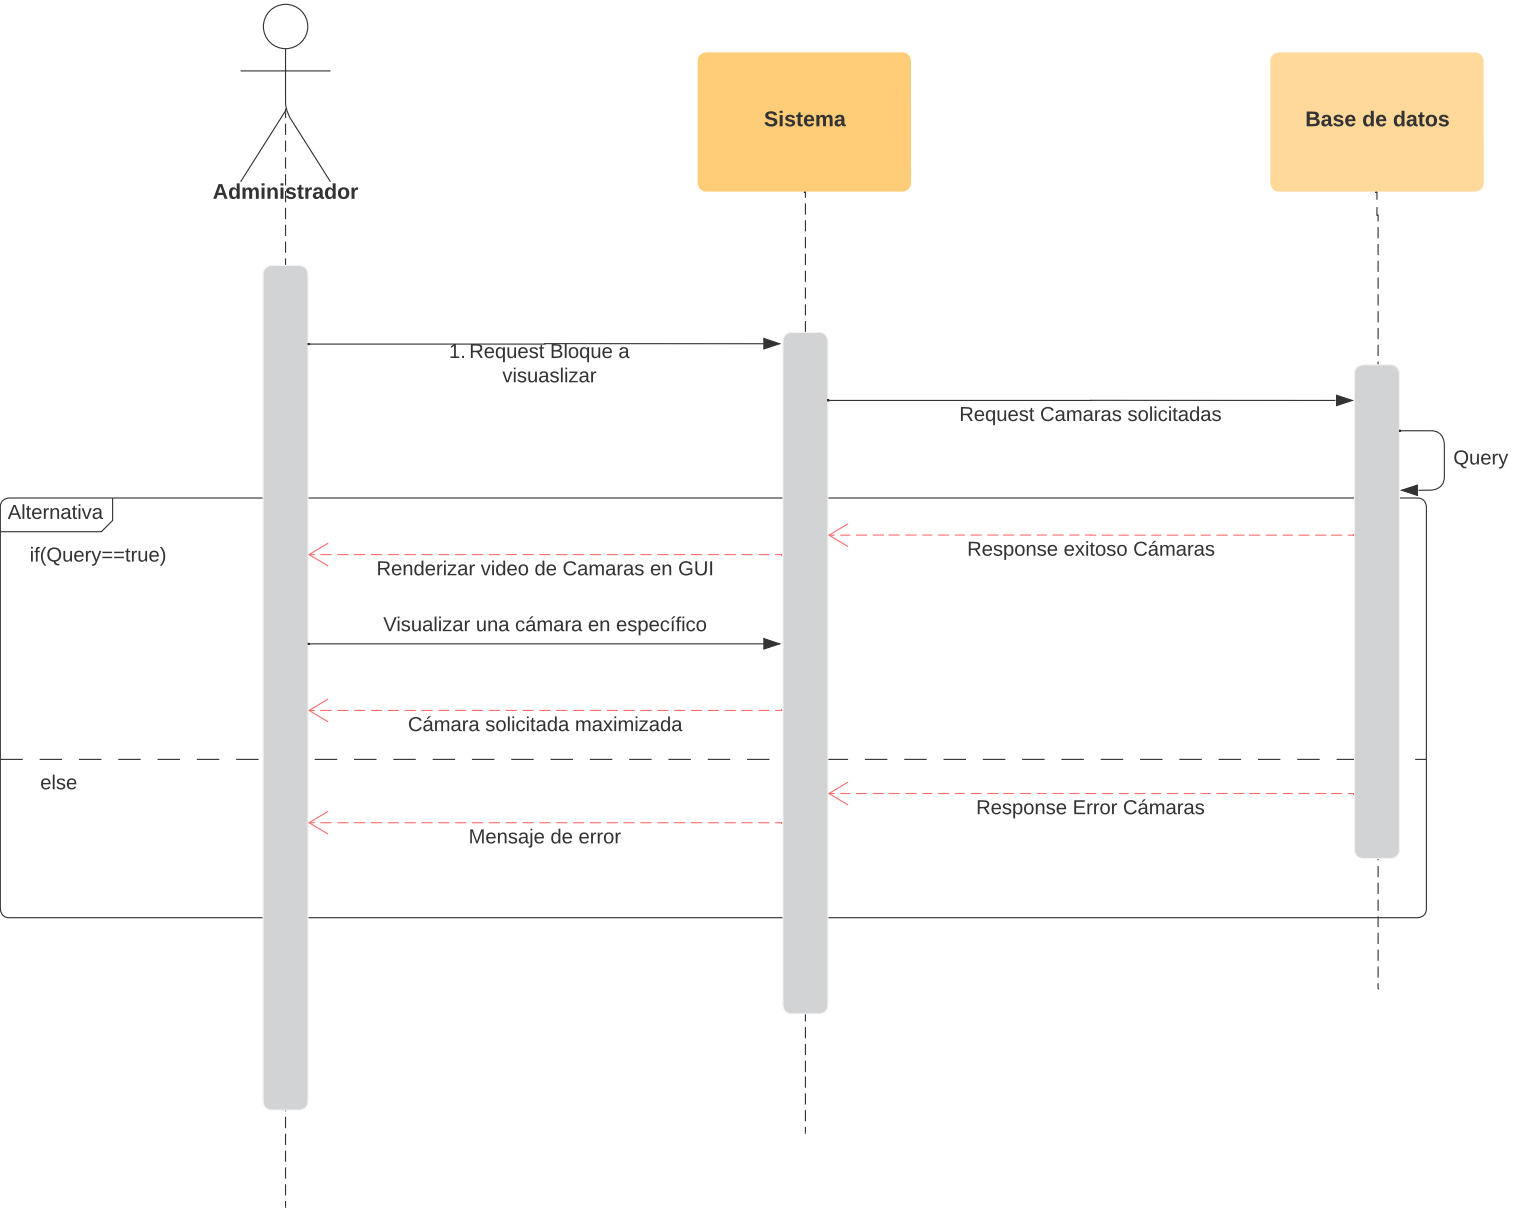 Administrador
Sistema
Base de datos
1. Request Bloque a
visuaslizar
Request Camaras solicitadas
Query
Alternativa
if(Query==true)
Response exitoso Cámaras
Renderizar video de Camaras en GUI
Visualizar una cámara en específico
Cámara solicitada maximizada
else
Response Error Cámaras
Mensaje de error